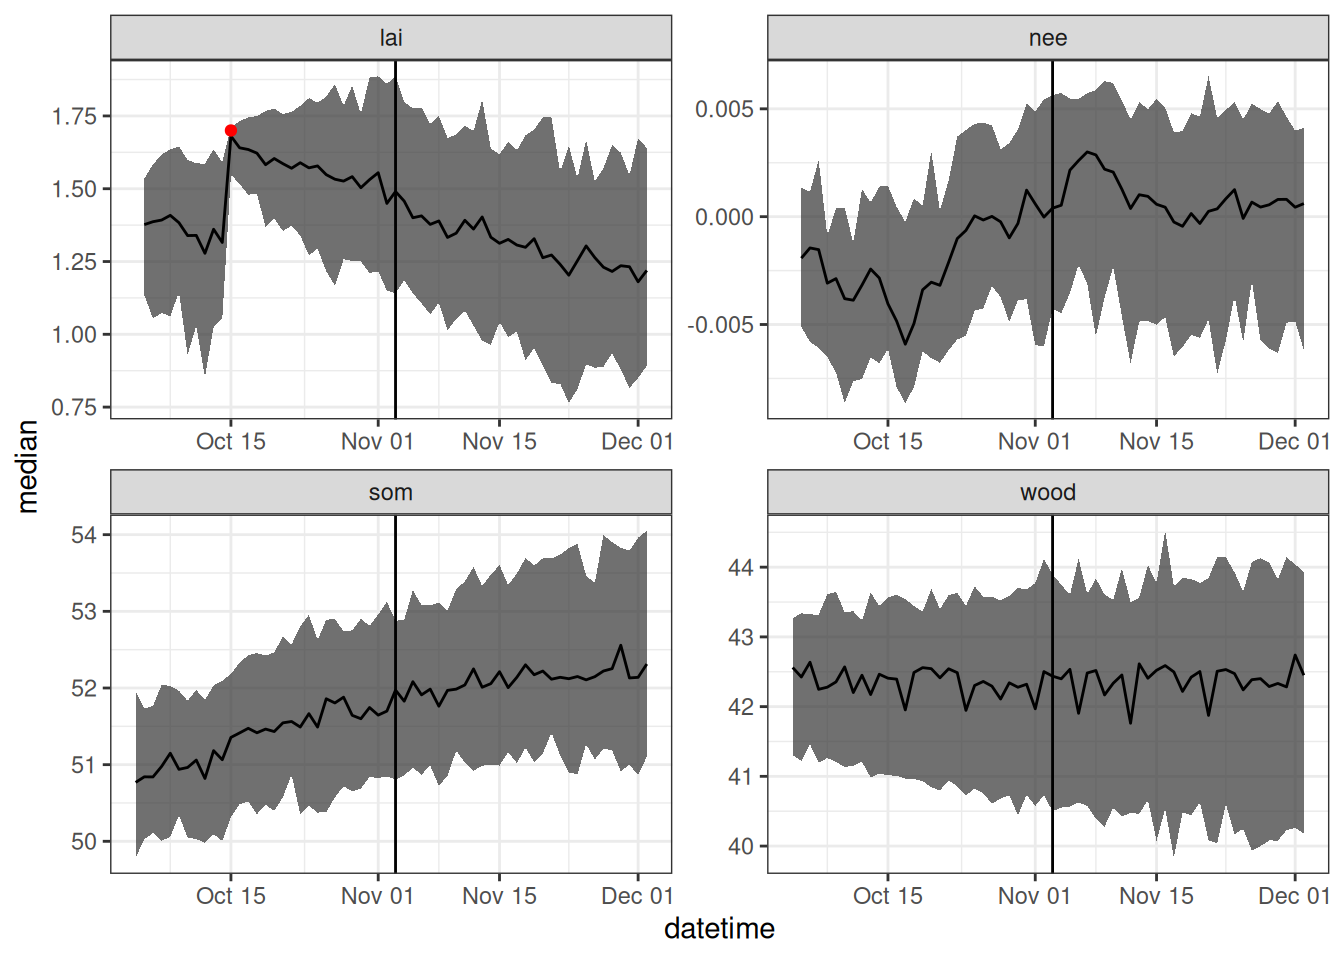 lai
nee
1.75
1.50
1.25
1.00
0.75
0.005
0.000
-0.005
Oct 15 Nov 01 Nov 15 Dec 01
Oct 15 Nov 01 Nov 15 Dec 01
median
som
wood
54
53
52
51
50
44
43
42
41
40
Oct 15 Nov 01 Nov 15 Dec 01
Oct 15 Nov 01 Nov 15 Dec 01
datetime